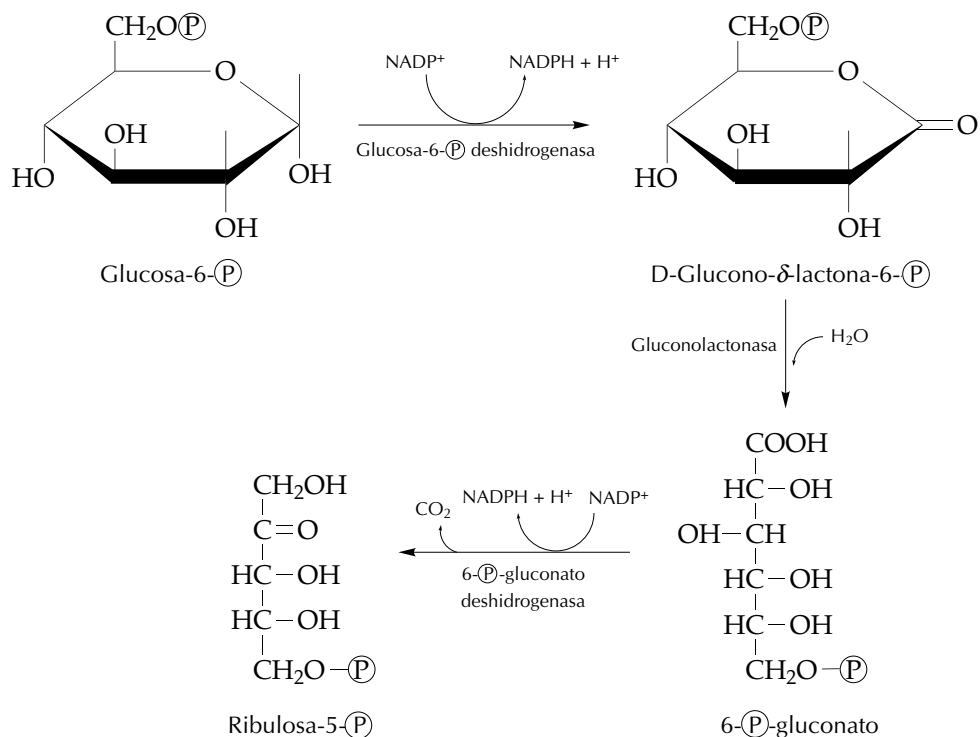 CH₂OⓅ
O
OH
HO
OH
OH
Glucosa-6-Ⓟ
NADP⁺
NADPH + H⁺
Glucosa-6-Ⓟ deshidrogenasa
CH₂OⓅ
O
O
OH
HO
OH
D-Glucono-δ-lactona-6-Ⓟ
Gluconolactonasa
H₂O
COOH
HC–OH
OH–CH
HC–OH
HC–OH
CH₂O–Ⓟ
6-Ⓟ-gluconato
CO₂
NADPH + H⁺
NADP⁺
6-Ⓟ-gluconato
deshidrogenasa
CH₂OH
C=O
HC–OH
HC–OH
CH₂O–Ⓟ
Ribulosa-5-Ⓟ